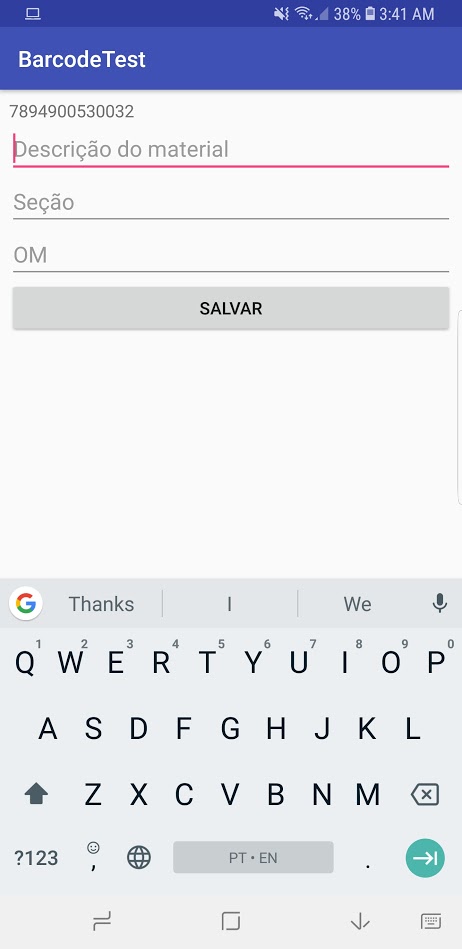 38% 3:41 AM
BarcodeTest
7894900530032
Descrição do material
Seção
OM
SALVAR
G Thanks I We
1 2 3 4 5 6 7 8 9 0
Q W E R T Y U I O P
A S D F G H J K L
Z X C V B N M
?123 , PT • EN .